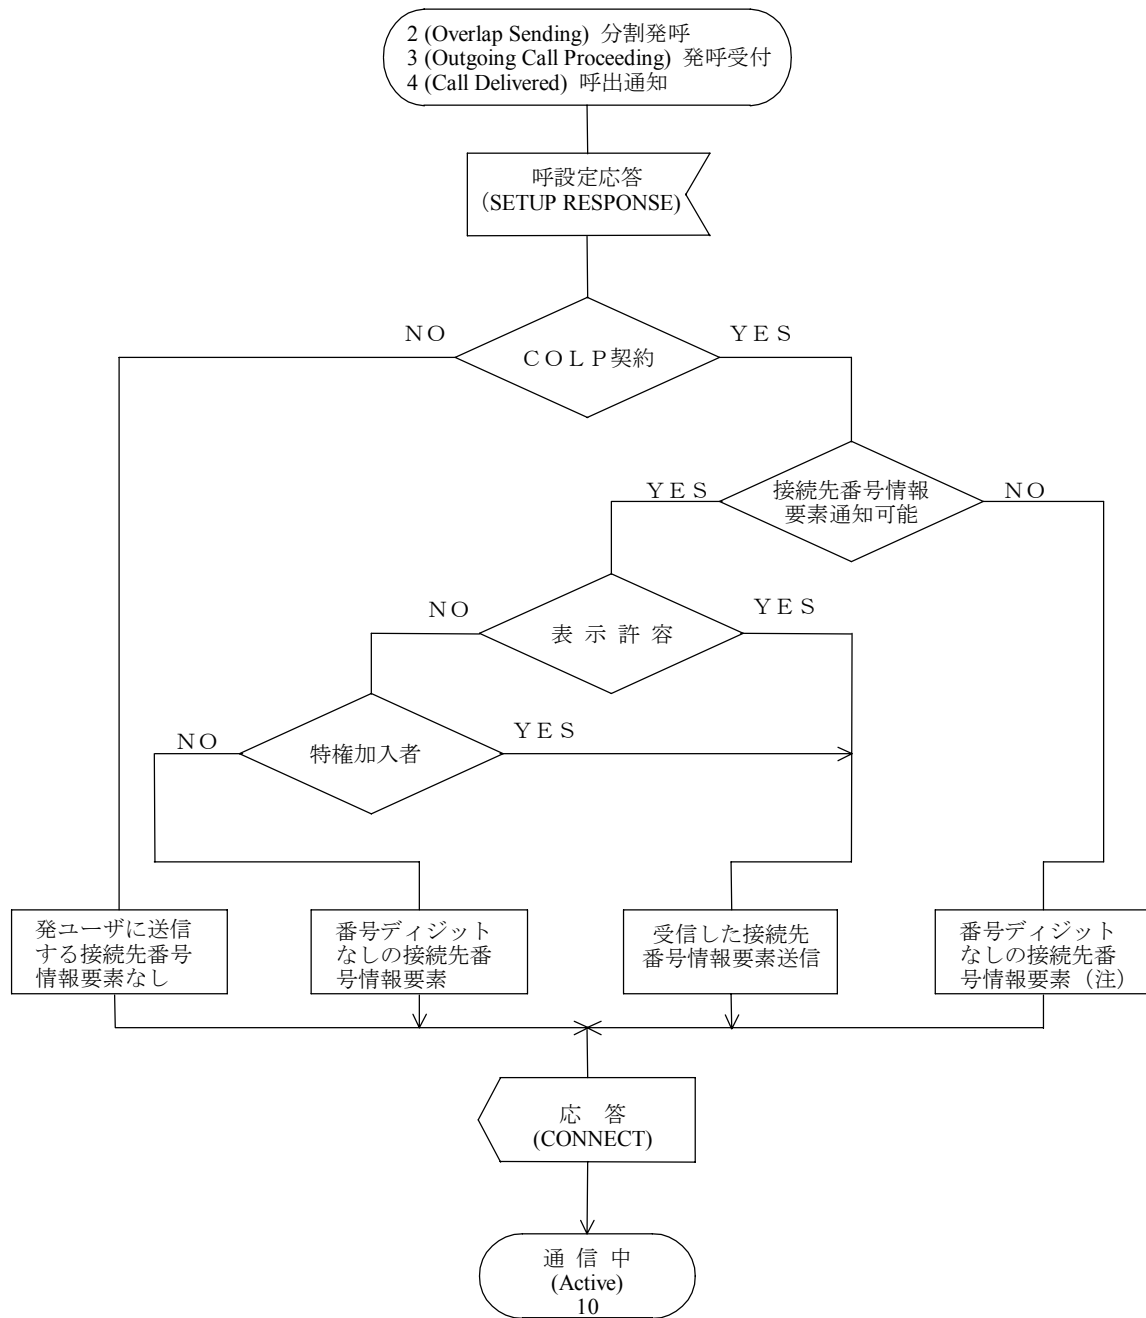 2 (Overlap Sending) 分割発呼
3 (Outgoing Call Proceeding) 発呼受付
4 (Call Delivered) 呼出通知
呼設定応答
(SETUP RESPONSE)
NO
YES
COLP契約
YES
接続先番号情報
要素通知可能
NO
NO
YES
表示許容
NO
YES
特権加入者
発ユーザに送信
する接続先番号
情報要素なし
番号ディジット
なしの接続先番
号情報要素
受信した接続先
番号情報要素送信
番号ディジット
なしの接続先番
号情報要素（注）
応　答
(CONNECT)
通 信 中
(Active)
10